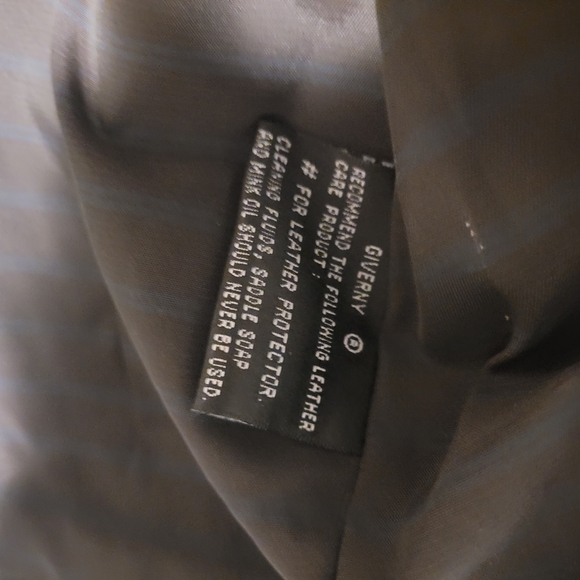 GIVERNY ®
RECOMMEND THE FOLLOWING LEATHER
CARE PRODUCT :
# FOR LEATHER PROTECTOR.
CLEANING FLUDS, SADDLE SOAP
AND MINK OIL SHOULD NEVER BE USED.